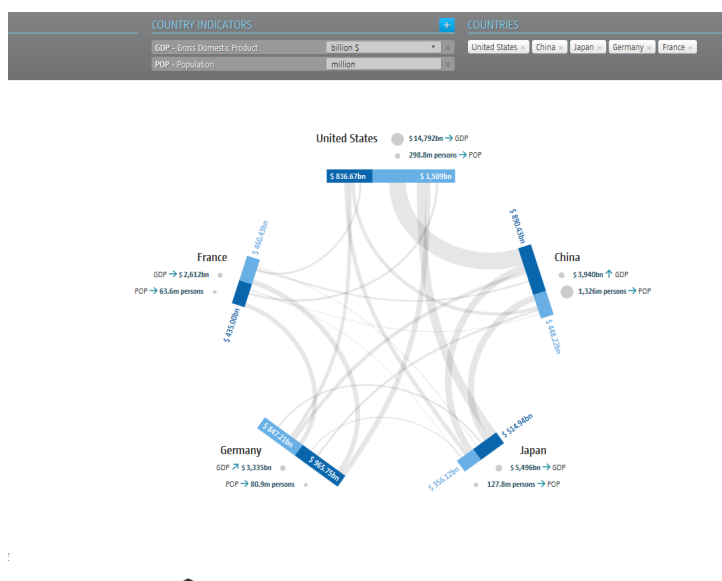 COUNTRY INDICATORS + COUNTRIES
GDP - Gross Domestic Product billion $ ▾ ×
POP - Population million ×
United States × China × Japan × Germany × France ×
United States
$ 14,792bn → GDP
298.8m persons → POP
$ 836.67bn $ 1,509bn
$ 890.43bn
China
$ 3,940bn ↑ GDP
1,326m persons → POP
$ 448.22bn
$ 460.43bn
France
GDP → $ 2,612bn
POP → 63.6m persons
$ 435.00bn
$ 847.21bn
$ 965.75bn
Germany
GDP ↗ $ 3,335bn
POP → 80.9m persons
$ 514.94bn
$ 356.12bn
Japan
$ 5,496bn → GDP
127.8m persons → POP